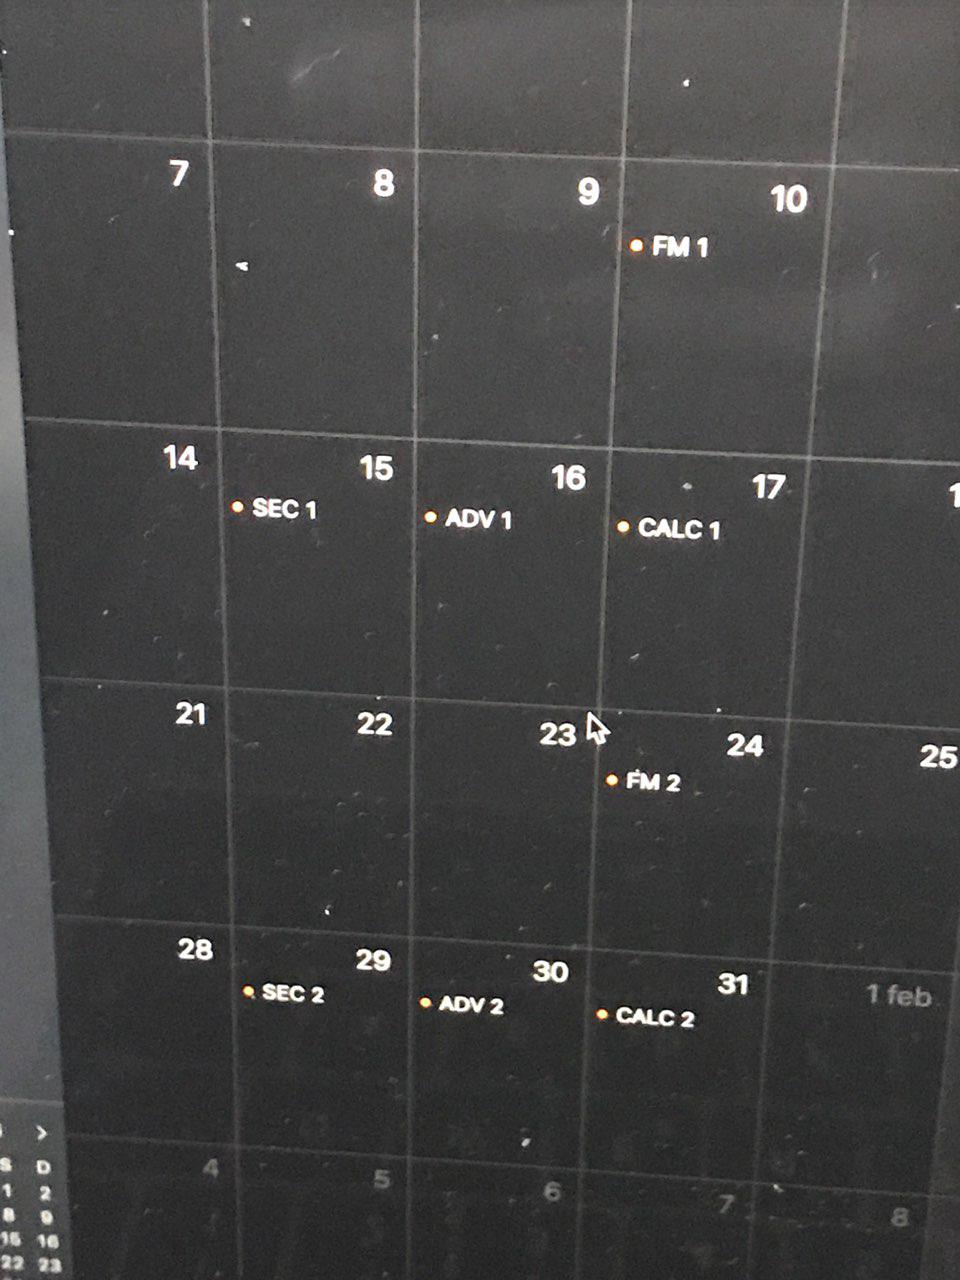 7 8 9 10
FM 1
14 15 16 17
SEC 1 ADV 1 CALC 1
21 22 23 24 25
FM 2
28 29 30 31 1 feb
SEC 2 ADV 2 CALC 2
4 5 6 7 8
>
S D
1 2
8 9
15 16
22 23